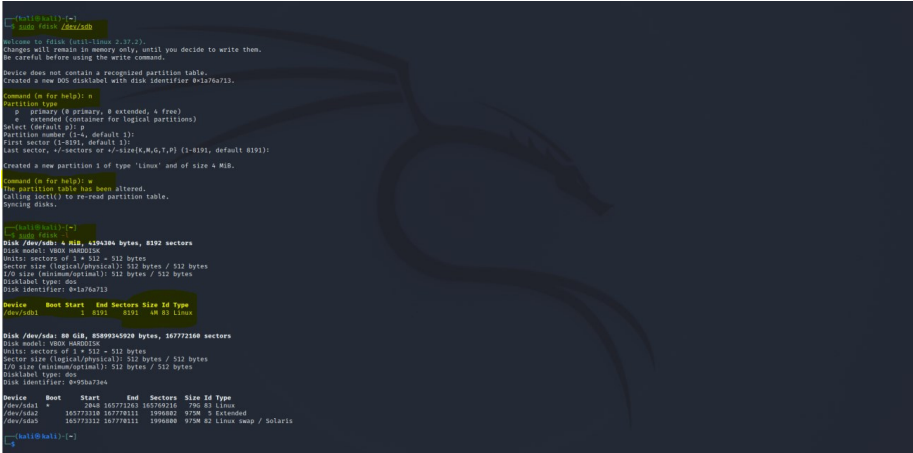 ┌──(kali㉿kali)-[~]
└─$ sudo fdisk /dev/sdb
Welcome to fdisk (util-linux 2.37.2).
Changes will remain in memory only, until you decide to write them.
Be careful before using the write command.
Device does not contain a recognized partition table.
Created a new DOS disklabel with disk identifier 0×1a76a713.
Command (m for help): n
Partition type
p primary (0 primary, 0 extended, 4 free)
e extended (container for logical partitions)
Select (default p): p
Partition number (1-4, default 1):
First sector (1-8191, default 1):
Last sector, +/-sectors or +/-size{K,M,G,T,P} (1-8191, default 8191):
Created a new partition 1 of type 'Linux' and of size 4 MiB.
Command (m for help): w
The partition table has been altered.
Calling ioctl() to re-read partition table.
Syncing disks.
┌──(kali㉿kali)-[~]
└─$ sudo fdisk -l
Disk /dev/sdb: 4 MiB, 4194304 bytes, 8192 sectors
Disk model: VBOX HARDDISK
Units: sectors of 1 * 512 = 512 bytes
Sector size (logical/physical): 512 bytes / 512 bytes
I/O size (minimum/optimal): 512 bytes / 512 bytes
Disklabel type: dos
Disk identifier: 0×1a76a713
Device Boot Start End Sectors Size Id Type
/dev/sdb1 1 8191 8191 4M 83 Linux
Disk /dev/sda: 80 GiB, 85899345920 bytes, 167772160 sectors
Disk model: VBOX HARDDISK
Units: sectors of 1 * 512 = 512 bytes
Sector size (logical/physical): 512 bytes / 512 bytes
I/O size (minimum/optimal): 512 bytes / 512 bytes
Disklabel type: dos
Disk identifier: 0×95ba73e4
Device Boot Start End Sectors Size Id Type
/dev/sda1 * 2048 165771263 165769216 79G 83 Linux
/dev/sda2 165773310 167770111 1996802 975M 5 Extended
/dev/sda5 165773312 167770111 1996800 975M 82 Linux swap / Solaris
┌──(kali㉿kali)-[~]
└─$